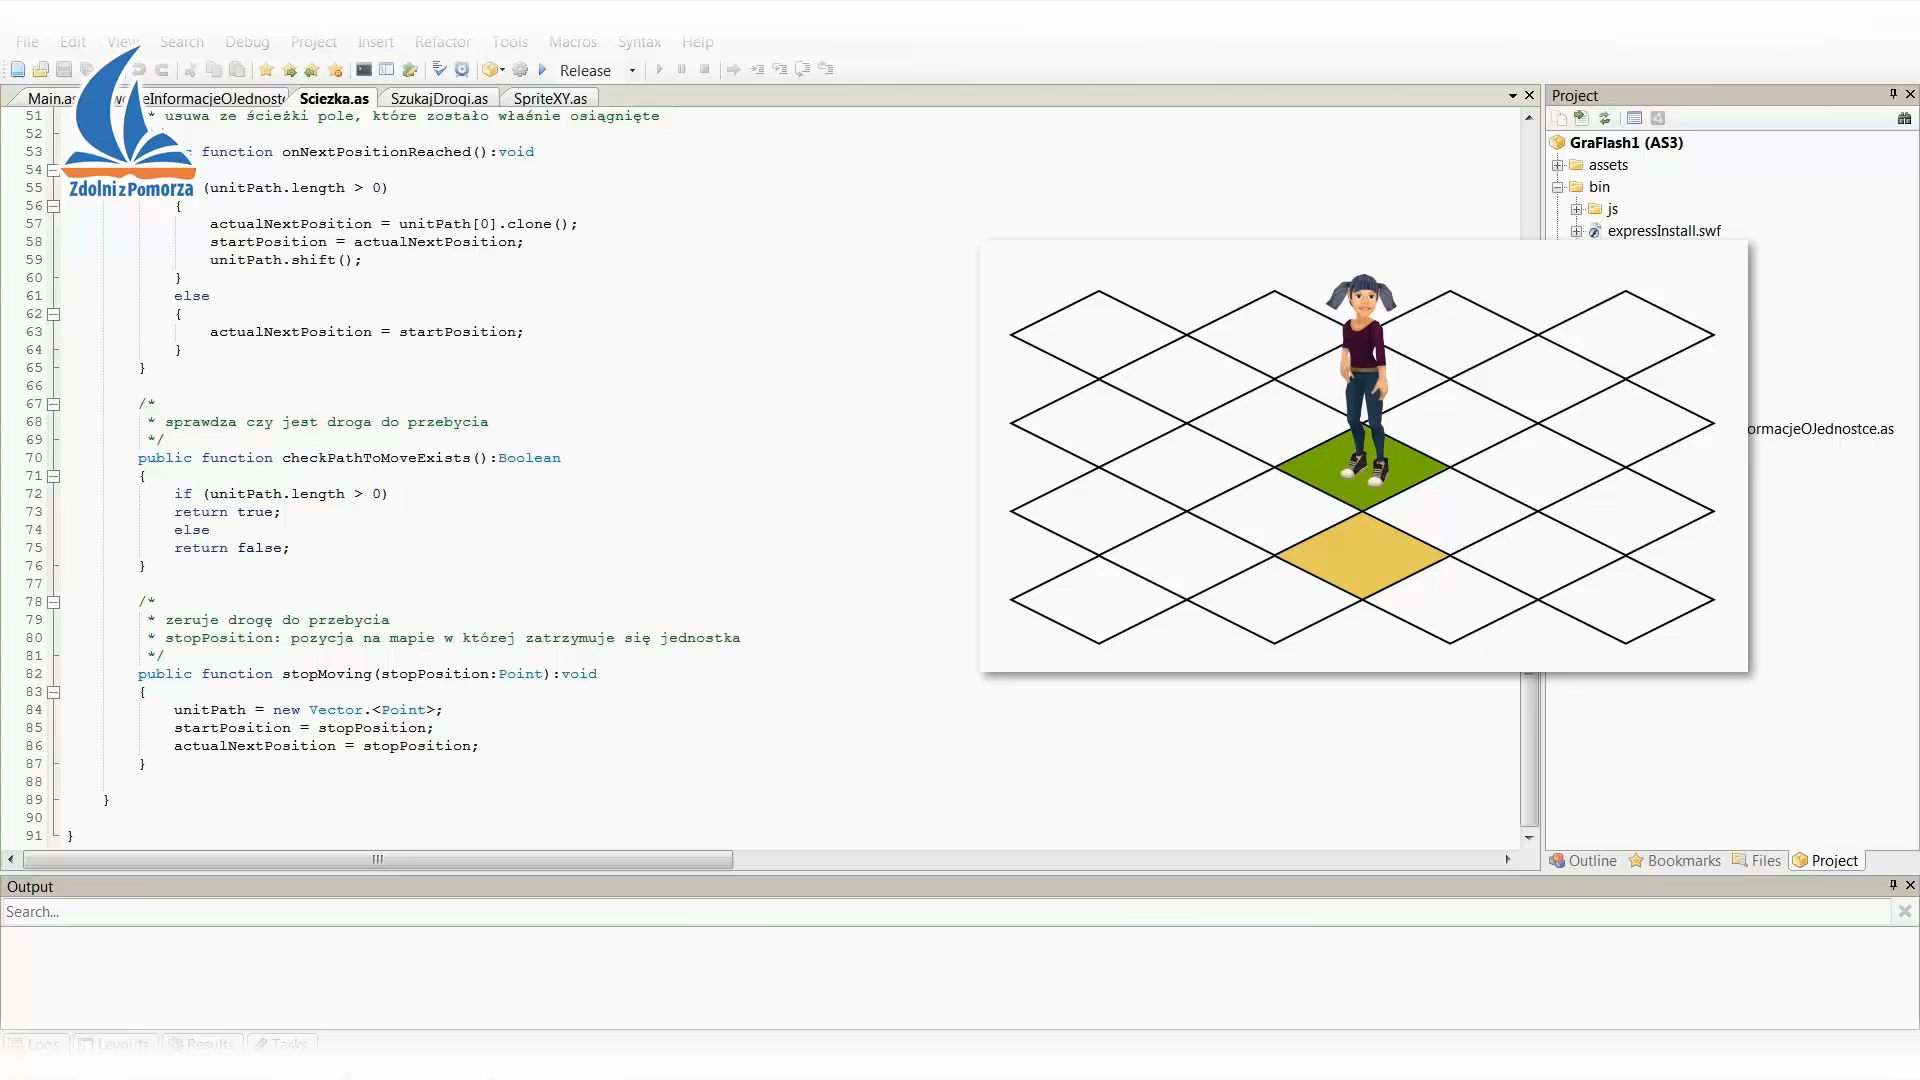 File Edit View Search Debug Project Insert Refactor Tools Macros Syntax Help
Release
Main.as
eInformacjeOJednostc
Sciezka.as
SzukajDrogi.as
SpriteXY.as
Zdolni z Pomorza
51 * usuwa ze ścieżki pole, które zostało właśnie osiągnięte
52
53 function onNextPositionReached():void
54
55 (unitPath.length > 0)
56 {
57 actualNextPosition = unitPath[0].clone();
58 startPosition = actualNextPosition;
59 unitPath.shift();
60 }
61 else
62 {
63 actualNextPosition = startPosition;
64 }
65 }
66
67 /*
68 * sprawdza czy jest droga do przebycia
69 */
70 public function checkPathToMoveExists():Boolean
71 {
72 if (unitPath.length > 0)
73 return true;
74 else
75 return false;
76 }
77
78 /*
79 * zeruje drogę do przebycia
80 * stopPosition: pozycja na mapie w której zatrzymuje się jednostka
81 */
82 public function stopMoving(stopPosition:Point):void
83 {
84 unitPath = new Vector.<Point>;
85 startPosition = stopPosition;
86 actualNextPosition = stopPosition;
87 }
88
89 }
90
91 }
Project
GraFlash1 (AS3)
assets
bin
js
expressInstall.swf
ormacjeOJednostce.as
Outline Bookmarks Files Project
Output
Search...
Logs Layouts Results Tasks